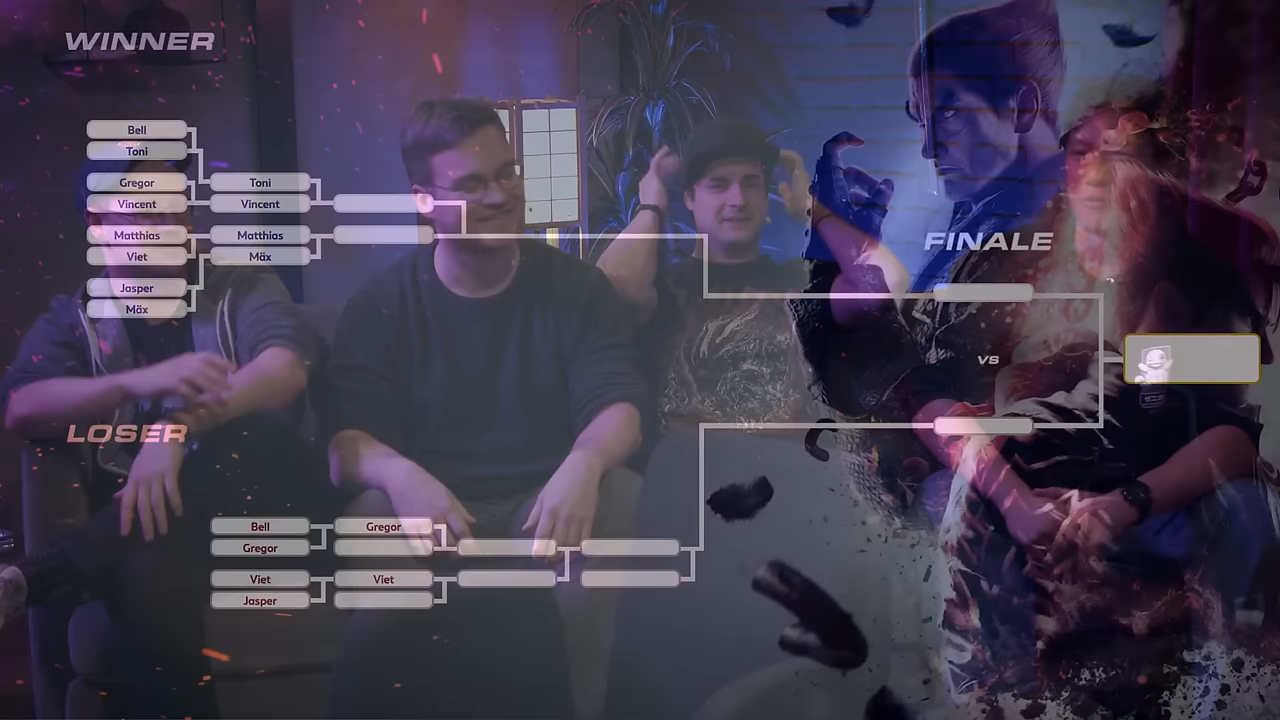 WINNER
Bell
Toni
Gregor
Vincent
Matthias
Viet
Jasper
Mäx
Toni
Vincent
Matthias
Mäx
FINALE
VS
LOSER
Bell
Gregor
Viet
Jasper
Gregor
Viet